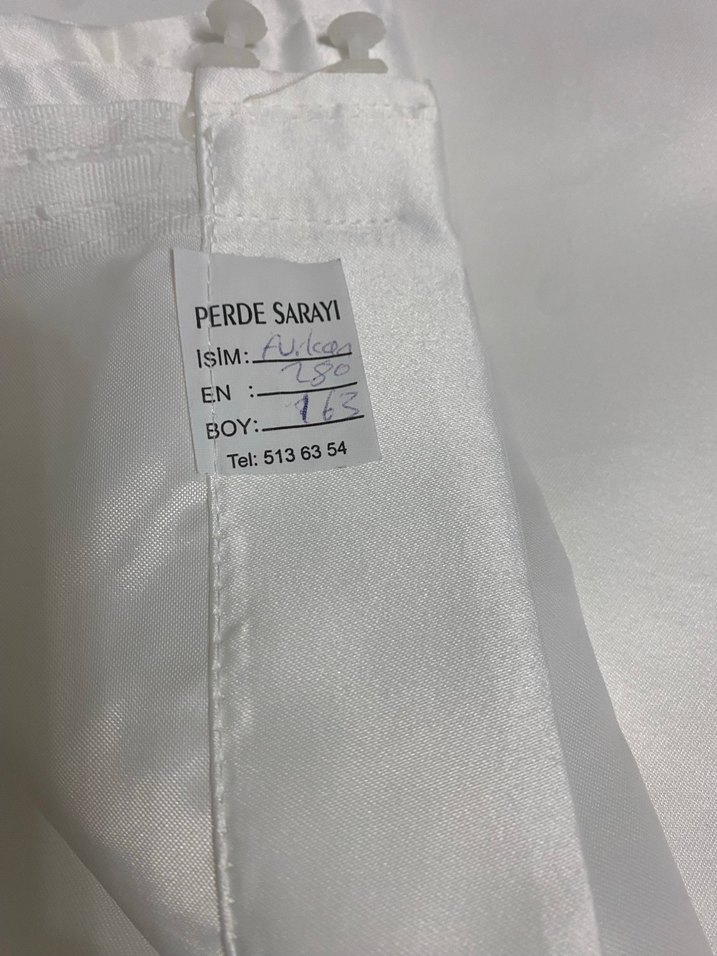 PERDE SARAYI
İSİM: Furkan
EN : 280
BOY: 163
Tel: 513 63 54